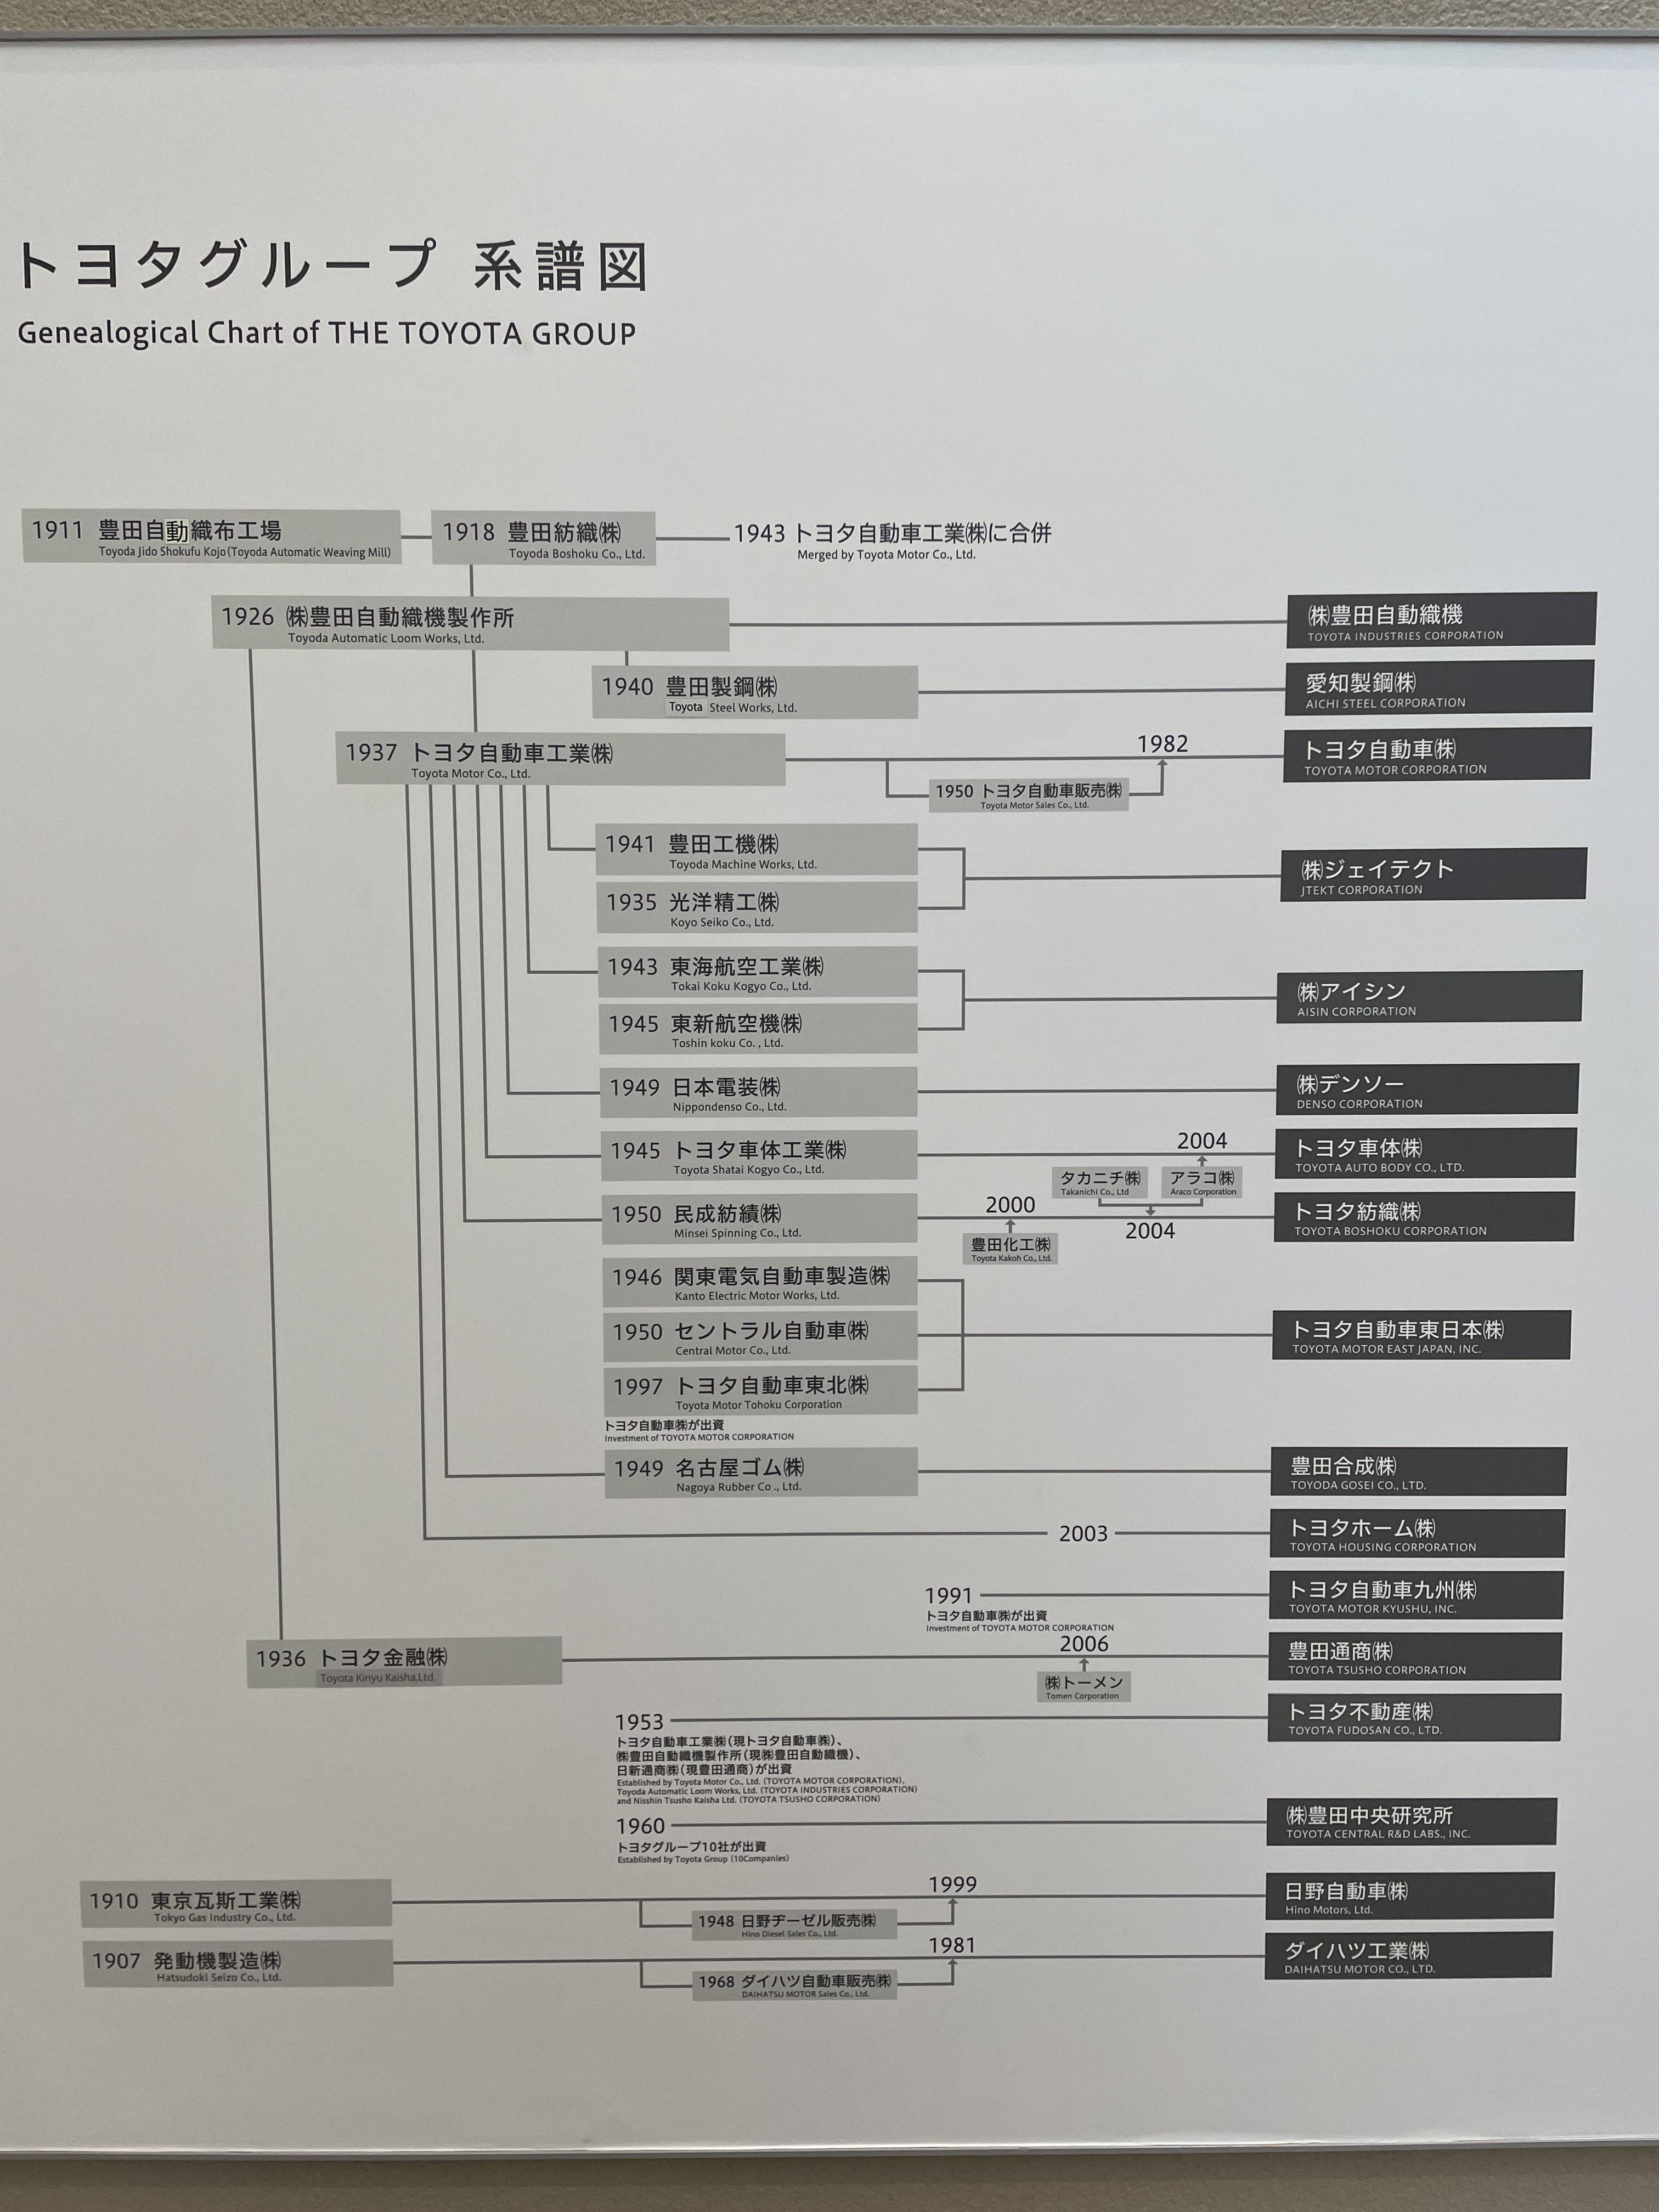 トヨタグループ 系譜図
Genealogical Chart of THE TOYOTA GROUP
1911 豊田自動織布工場
Toyoda Jido Shokufu Kojo(Toyoda Automatic Weaving Mill)
1918 豊田紡織㈱
Toyoda Boshoku Co., Ltd.
1943 トヨタ自動車工業㈱に合併
Merged by Toyota Motor Co., Ltd.
1926 ㈱豊田自動織機製作所
Toyoda Automatic Loom Works, Ltd.
㈱豊田自動織機
TOYOTA INDUSTRIES CORPORATION
1940 豊田製鋼㈱
Toyota Steel Works, Ltd.
愛知製鋼㈱
AICHI STEEL CORPORATION
1937 トヨタ自動車工業㈱
Toyota Motor Co., Ltd.
1982
1950 トヨタ自動車販売㈱
Toyota Motor Sales Co., Ltd.
トヨタ自動車㈱
TOYOTA MOTOR CORPORATION
1941 豊田工機㈱
Toyoda Machine Works, Ltd.
1935 光洋精工㈱
Koyo Seiko Co., Ltd.
㈱ジェイテクト
JTEKT CORPORATION
1943 東海航空工業㈱
Tokai Koku Kogyo Co., Ltd.
1945 東新航空機㈱
Toshin koku Co. , Ltd.
㈱アイシン
AISIN CORPORATION
1949 日本電装㈱
Nippondenso Co., Ltd.
㈱デンソー
DENSO CORPORATION
1945 トヨタ車体工業㈱
Toyota Shatai Kogyo Co., Ltd.
2004
トヨタ車体㈱
TOYOTA AUTO BODY CO., LTD.
タカニチ㈱
Takanichi Co., Ltd
アラコ㈱
Araco Corporation
1950 民成紡績㈱
Minsei Spinning Co., Ltd.
2000
2004
豊田化工㈱
Toyota Kakoh Co., Ltd.
トヨタ紡織㈱
TOYOTA BOSHOKU CORPORATION
1946 関東電気自動車製造㈱
Kanto Electric Motor Works, Ltd.
1950 セントラル自動車㈱
Central Motor Co., Ltd.
1997 トヨタ自動車東北㈱
Toyota Motor Tohoku Corporation
トヨタ自動車㈱が出資
Investment of TOYOTA MOTOR CORPORATION
トヨタ自動車東日本㈱
TOYOTA MOTOR EAST JAPAN, INC.
1949 名古屋ゴム㈱
Nagoya Rubber Co ., Ltd.
豊田合成㈱
TOYODA GOSEI CO., LTD.
2003
トヨタホーム㈱
TOYOTA HOUSING CORPORATION
1991
トヨタ自動車㈱が出資
Investment of TOYOTA MOTOR CORPORATION
トヨタ自動車九州㈱
TOYOTA MOTOR KYUSHU, INC.
1936 トヨタ金融㈱
Toyota Kinyu Kaisha,Ltd.
2006
㈱トーメン
Tomen Corporation
豊田通商㈱
TOYOTA TSUSHO CORPORATION
1953
トヨタ自動車工業㈱(現トヨタ自動車㈱)、
㈱豊田自動織機製作所(現㈱豊田自動織機)、
日新通商㈱(現豊田通商)が出資
Established by Toyota Motor Co., Ltd. (TOYOTA MOTOR CORPORATION),
Toyoda Automatic Loom Works, Ltd. (TOYOTA INDUSTRIES CORPORATION)
and Nisshin Tsusho Kaisha Ltd. (TOYOTA TSUSHO CORPORATION)
トヨタ不動産㈱
TOYOTA FUDOSAN CO., LTD.
1960
トヨタグループ10社が出資
Established by Toyota Group (10Companies)
㈱豊田中央研究所
TOYOTA CENTRAL R&D LABS., INC.
1910 東京瓦斯工業㈱
Tokyo Gas Industry Co., Ltd.
1999
1948 日野ヂーゼル販売㈱
Hino Diesel Sales Co., Ltd.
日野自動車㈱
Hino Motors, Ltd.
1907 発動機製造㈱
Hatsudoki Seizo Co., Ltd.
1981
1968 ダイハツ自動車販売㈱
DAIHATSU MOTOR Sales Co., Ltd.
ダイハツ工業㈱
DAIHATSU MOTOR CO., LTD.